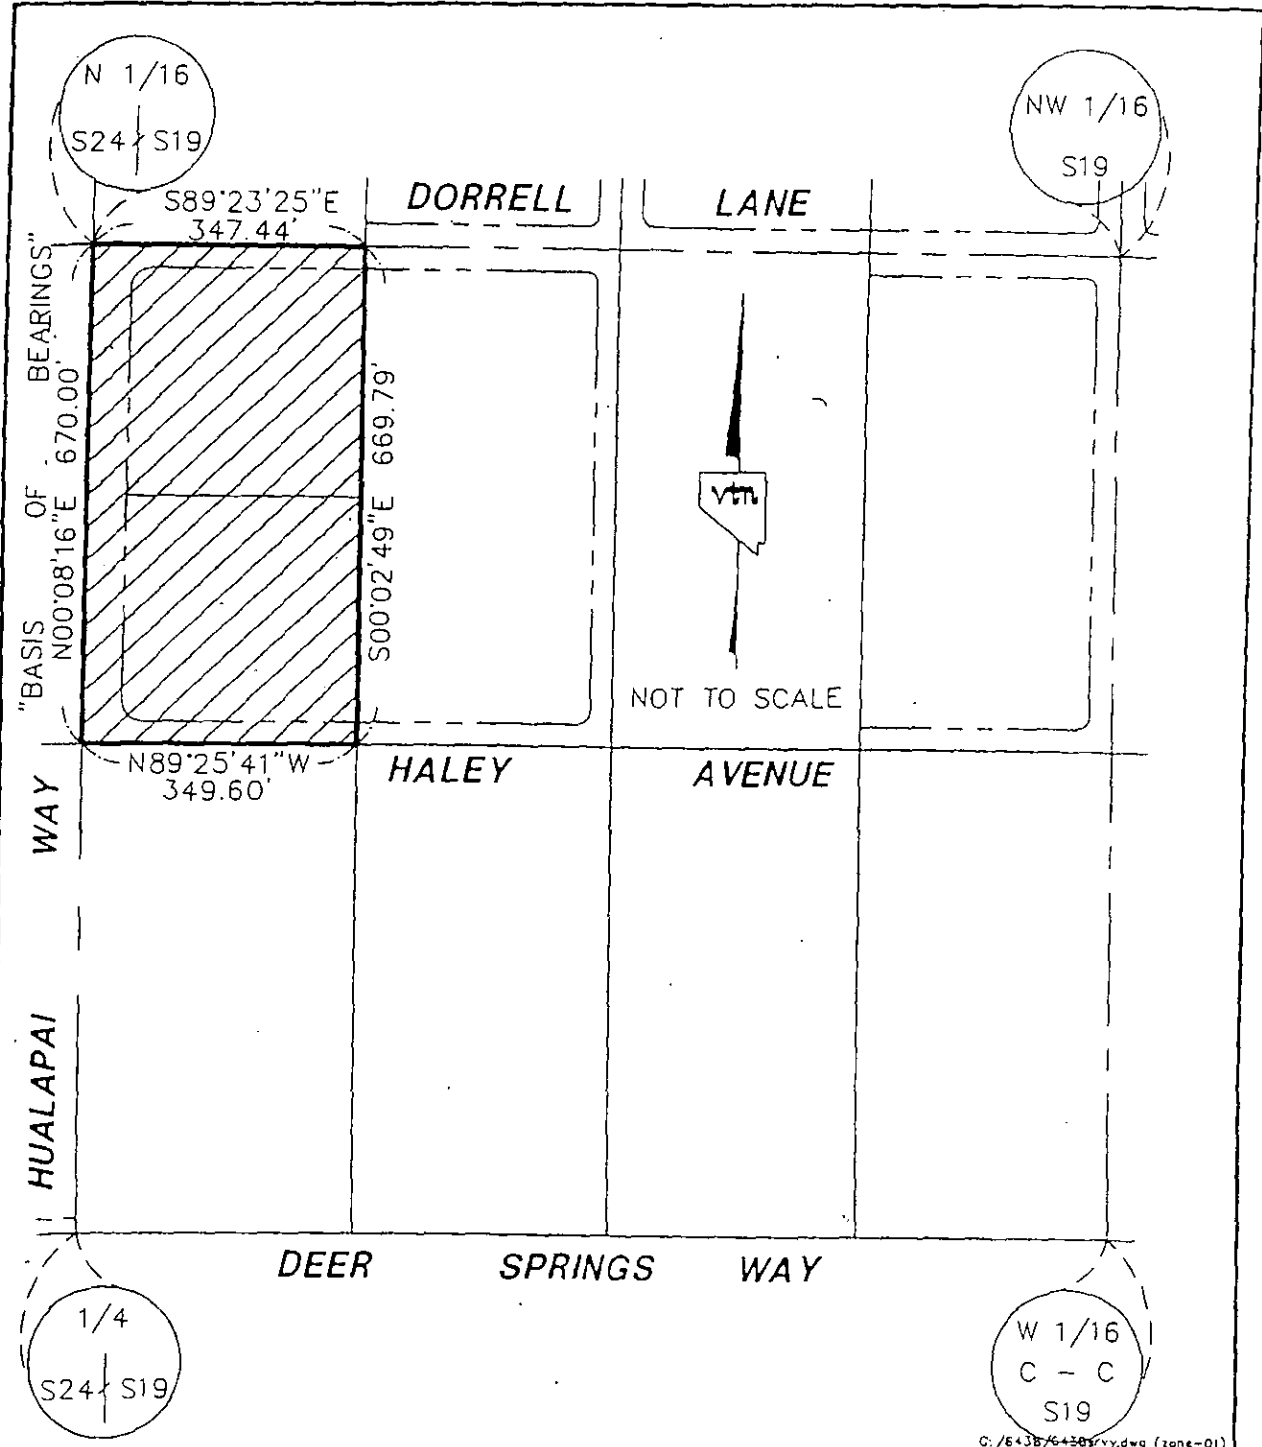 N 1/16
S24 S19
NW 1/16
S19
S89°23'25"E
347.44'
DORRELL LANE
"BASIS OF BEARINGS"
N00°08'16"E 670.00'
S00°02'49"E 669.79'
vtn
NOT TO SCALE
N89°25'41"W
349.60'
HALEY AVENUE
HUALAPAI WAY
DEER SPRINGS WAY
1/4
S24 S19
W 1/16
C - C
S19